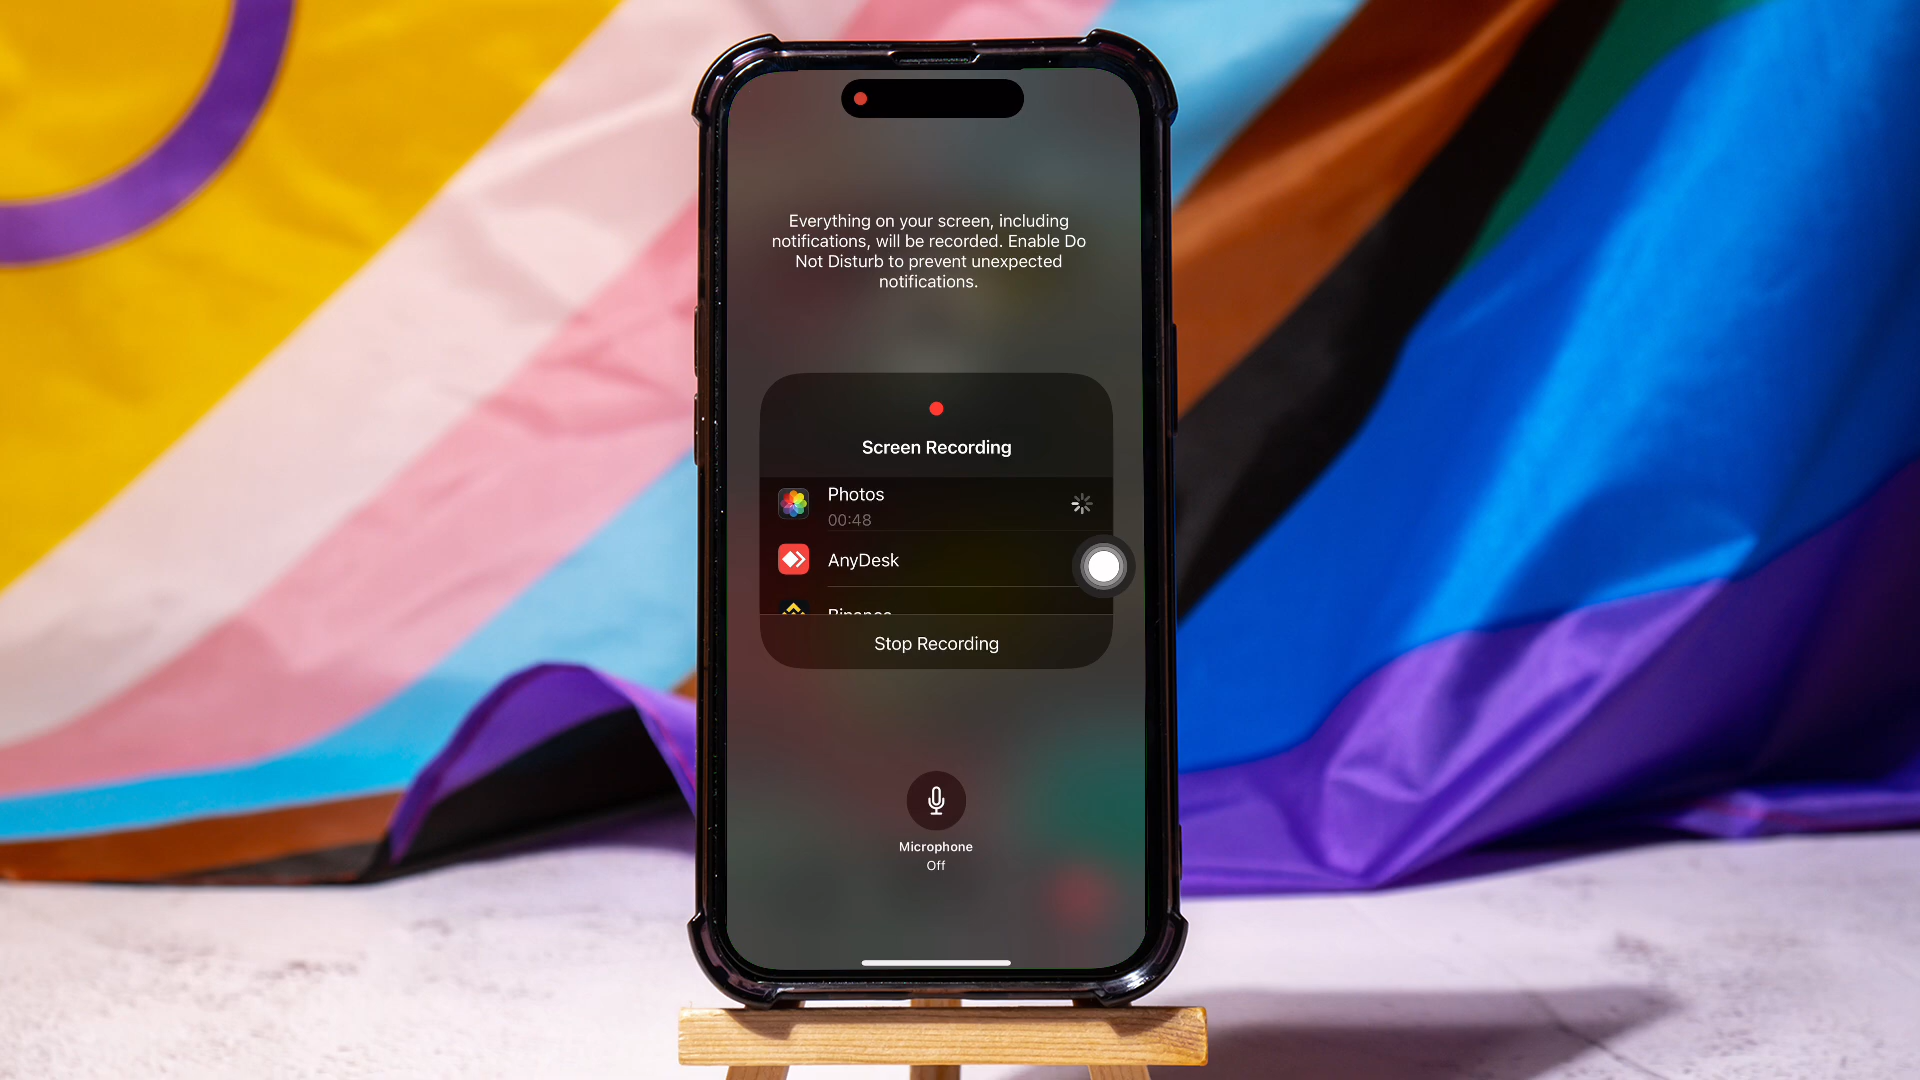 Everything on your screen, including
notifications, will be recorded. Enable Do
Not Disturb to prevent unexpected
notifications.
Screen Recording
Photos
00:48
AnyDesk
Binance
Stop Recording
Microphone
Off